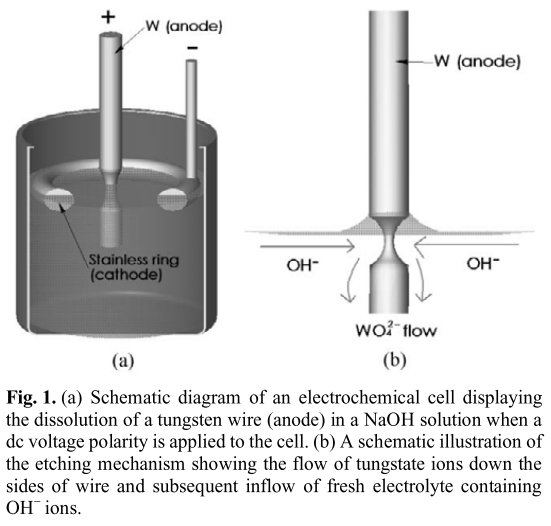 +
W (anode)
−
Stainless ring
(cathode)
(a)
W (anode)
OH⁻
OH⁻
WO₄²⁻ flow
(b)
Fig. 1. (a) Schematic diagram of an electrochemical cell displaying
the dissolution of a tungsten wire (anode) in a NaOH solution when a
dc voltage polarity is applied to the cell. (b) A schematic illustration of
the etching mechanism showing the flow of tungstate ions down the
sides of wire and subsequent inflow of fresh electrolyte containing
OH⁻ ions.